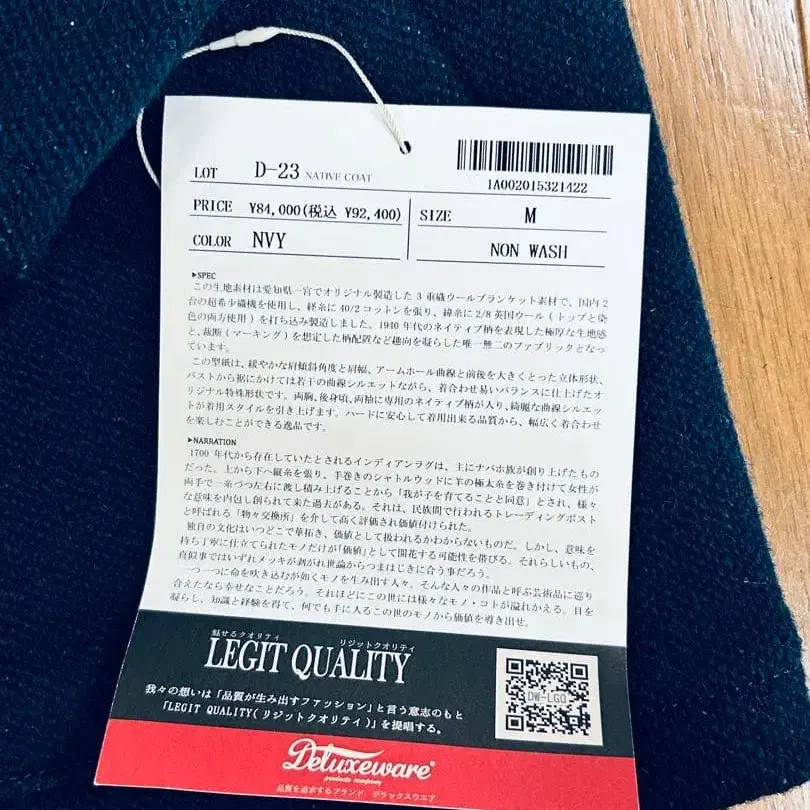 LOT D-23 NATIVE COAT
1A002015321422
PRICE ¥84,000(税込 ¥92,400)
SIZE M
COLOR NVY
NON WASH
▶SPEC
この生地素材は愛知県一宮でオリジナル製造した 3 重織ウールブランケット素材で、国内 2
台の超希少織機を使用し、経糸に 40/2 コットンを張り、緯糸に 2/8 英国ウール ( トップと染
色の両方使用 ) を打ち込み製造しました。1940 年代のネイティブ柄を表現した極厚な生地感
と、裁断 ( マーキング ) を想定した柄配置など趣向を凝らした唯一無二のファブリックとなっ
ています。
この型紙は、緩やかな肩傾斜角度と肩幅、アームホール曲線と前後を大きくとった立体形状、
バストから裾にかけては若干の曲線シルエットながら、着合わせ易いバランスに仕上げたオ
リジナル特殊形状です。両胸、後身頃、両袖に専用のネイティブ柄が入り、綺麗な曲線シルエッ
トが着用スタイルを引き上げます。ハードに安心して着用出来る品質から、幅広く着合わせ
を楽しむことができる逸品です。
▶NARRATION
1700 年代から存在していたとされるインディアンラグは、主にナバホ族が創り上げたもの
だった。上から下へ縦糸を張り、手巻きのシャトルウッドに羊の極太糸を巻き付けて女性が
両手で一糸づつ左右に渡し積み上げることから「我が子を育てることと同意」とされ、様々
な意味を内包し創られて来た過去がある。それは、民族間で行われるトレーディングポスト
と呼ばれる「物々交換所」を介して高く評価され価値付けられた。
独自の文化はいつどこで華拓き、価値として扱われるかわからないものだ。しかし、意味を
持ち丁寧に仕立てられたモノだけが「価値」として開花する可能性を帯びる。それらしいもの、
真似事ではいずれメッキが剥がれ世論からつまはじきに合う事だろう。
一つ一つに命を吹き込むが如くモノを生み出す人々。そんな人々の作品と呼ぶ芸術品に巡り
合えたなら幸せなことだろう。それほどにこの世には様々なモノ・コトが溢れかえる。目を
凝らし、知識と経験を得て、何でも手に入るこの世のモノから価値を導き出せ。
魅せるクオリティ リジットクオリティ
LEGIT QUALITY
我々の想いは「品質が生み出すファッション」と言う意志のもと
「LEGIT QUALITY( リジットクオリティ )」を提唱する。
DW-LGQ
Deluxeware®
products company
品質を追求するブランド デラックスウエア